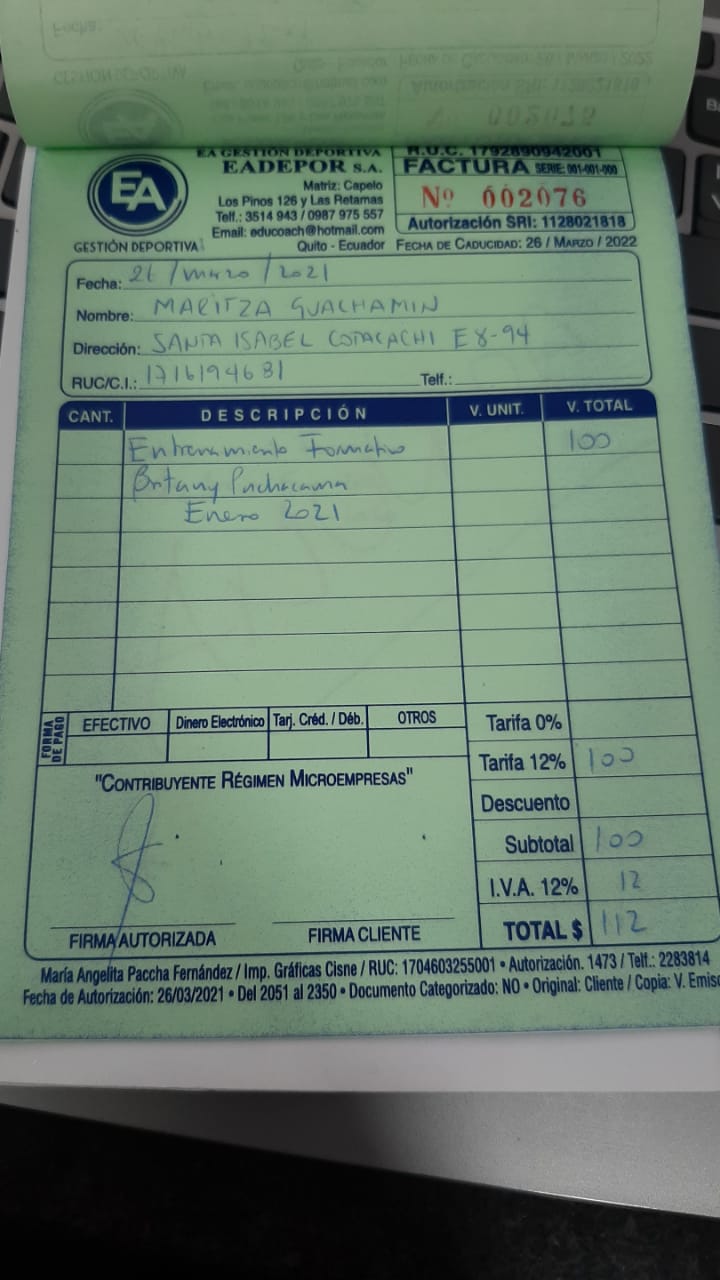 EA GESTIÓN DEPORTIVA
EADEPOR S.A.
Matriz: Capelo
Los Pinos 126 y Las Retamas
Telf.: 3514 943 / 0987 975 557
Email: educoach@hotmail.com
Quito - Ecuador
EA
GESTIÓN DEPORTIVA
R.U.C. 1792890942001
FACTURA SERIE: 001-001-000
Nº 002076
Autorización SRI: 1128021818
FECHA DE CADUCIDAD: 26 / MARZO / 2022
Fecha: 26 / marzo / 2021
Nombre: MARITZA GUACHAMIN
Dirección: SANTA ISABEL COTACACHI E8-94
RUC/C.I.: 1716194681 Telf.:
CANT. DESCRIPCIÓN V. UNIT. V. TOTAL
Entrenamiento Formativo 100
Britany Puchacama
Enero 2021
FORMA DE PAGO
EFECTIVO Dinero Electrónico Tarj. Créd. / Déb. OTROS
Tarifa 0%
Tarifa 12% 100
Descuento
Subtotal 100
I.V.A. 12% 12
TOTAL $ 112
"CONTRIBUYENTE RÉGIMEN MICROEMPRESAS"
FIRMA AUTORIZADA FIRMA CLIENTE
María Angelita Paccha Fernández / Imp. Gráficas Cisne / RUC: 1704603255001 • Autorización. 1473 / Telf.: 2283814
Fecha de Autorización: 26/03/2021 • Del 2051 al 2350 • Documento Categorizado: NO • Original: Cliente / Copia: V. Emiso